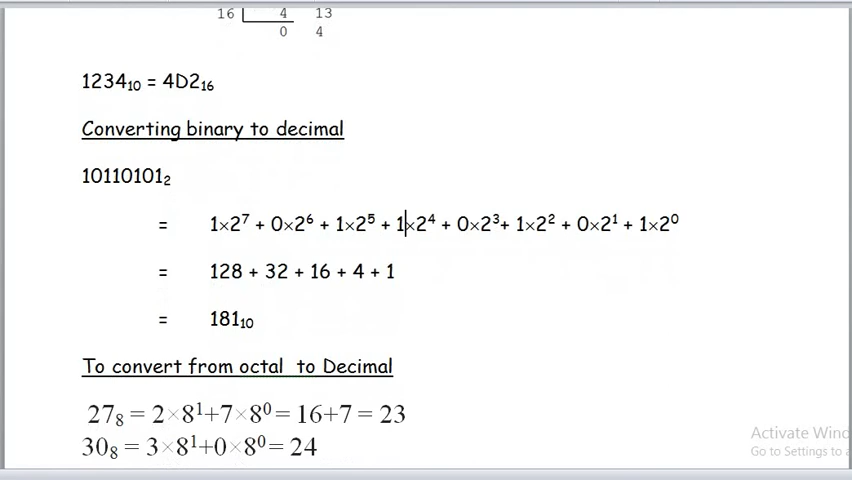 16 4 13
0 4
1234₁₀ = 4D2₁₆
Converting binary to decimal
10110101₂
= 1×2⁷ + 0×2⁶ + 1×2⁵ + 1×2⁴ + 0×2³+ 1×2² + 0×2¹ + 1×2⁰
= 128 + 32 + 16 + 4 + 1
= 181₁₀
To convert from octal to Decimal
27₈ = 2×8¹+7×8⁰= 16+7 = 23
30₈ = 3×8¹+0×8⁰= 24
Activate Wind
Go to Settings to a